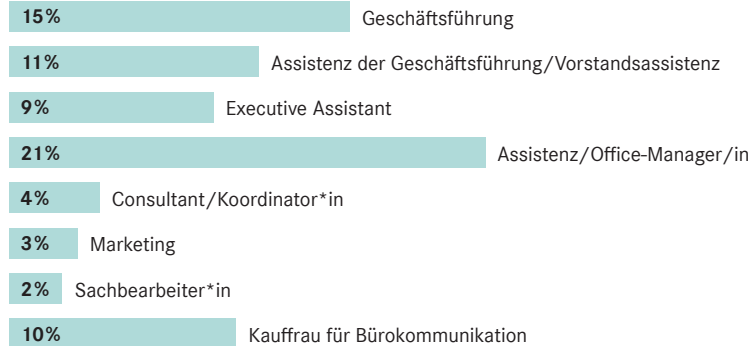 15% Geschäftsführung
11% Assistenz der Geschäftsführung/Vorstandsassistenz
9% Executive Assistant
21% Assistenz/Office-Manager/in
4% Consultant/Koordinator*in
3% Marketing
2% Sachbearbeiter*in
10% Kauffrau für Bürokommunikation